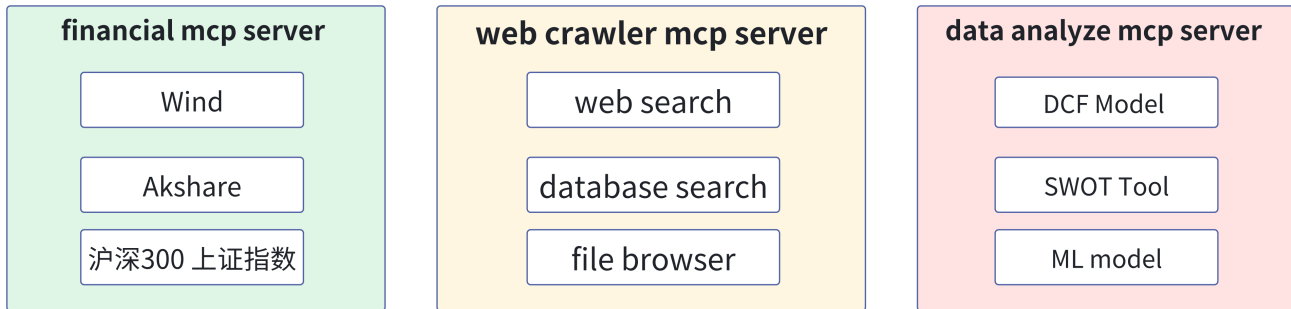 financial mcp server
Wind
Akshare
沪深300 上证指数
web crawler mcp server
web search
database search
file browser
data analyze mcp server
DCF Model
SWOT Tool
ML model